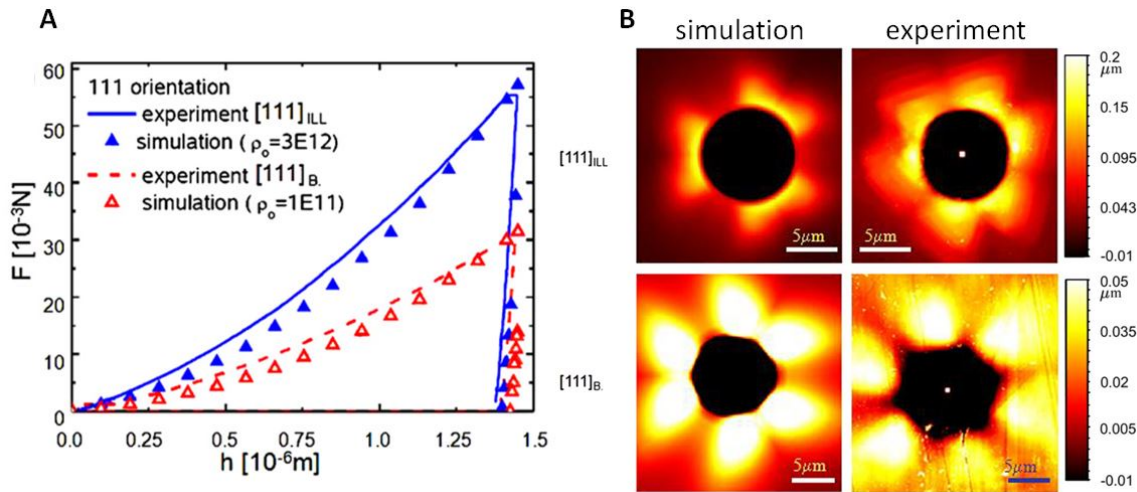 A
60
50
40
30
20
10
0
F [10⁻³N]
111 orientation
experiment [111]ILL
simulation (ρo=3E12)
experiment [111]B.
simulation (ρo=1E11)
0.0 0.25 0.50 0.75 1.0 1.25 1.5
h [10⁻⁶m]
B
simulation experiment
[111]ILL
5μm
5μm
0.2
μm
0.15
0.095
0.043
-0.01
[111]B.
5μm
5μm
0.05
μm
0.035
0.02
0.005
-0.01